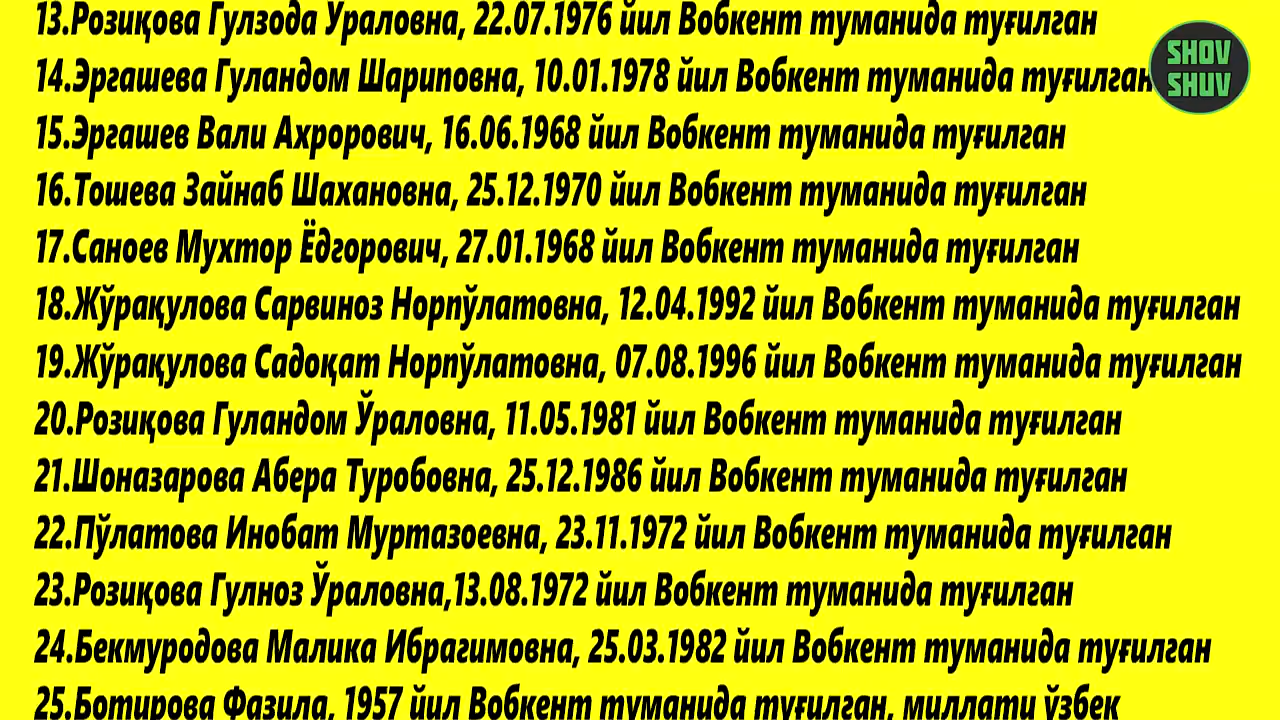 13.Розиқова Гулзода Ўраловна, 22.07.1976 йил Вобкент туманида туғилган
14.Эргашева Гуландом Шариповна, 10.01.1978 йил Вобкент туманида туғилган
SHOV
SHUV
15.Эргашев Вали Ахрорович, 16.06.1968 йил Вобкент туманида туғилган
16.Тошева Зайнаб Шахановна, 25.12.1970 йил Вобкент туманида туғилган
17.Саноев Мухтор Ёдгорович, 27.01.1968 йил Вобкент туманида туғилган
18.Жўрақулова Сарвиноз Норпўлатовна, 12.04.1992 йил Вобкент туманида туғилган
19.Жўрақулова Садоқат Норпўлатовна, 07.08.1996 йил Вобкент туманида туғилган
20.Розиқова Гуландом Ўраловна, 11.05.1981 йил Вобкент туманида туғилган
21.Шоназарова Абера Туробовна, 25.12.1986 йил Вобкент туманида туғилган
22.Пўлатова Инобат Муртазоевна, 23.11.1972 йил Вобкент туманида туғилган
23.Розиқова Гулноз Ўраловна,13.08.1972 йил Вобкент туманида туғилган
24.Бекмуродова Малика Ибрагимовна, 25.03.1982 йил Вобкент туманида туғилган
25.Ботирова Фазила, 1957 йил Вобкент туманида туғилган, миллати ўзбек